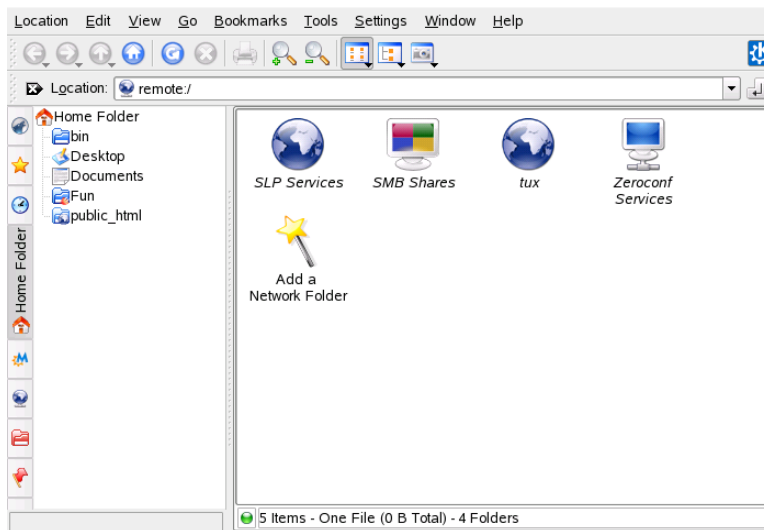 Location Edit View Go Bookmarks Tools Settings Window Help
Location: remote:/
Home Folder
Home Folder
bin
Desktop
Documents
Fun
public_html
SLP Services
SMB Shares
tux
Zeroconf
Services
Add a
Network Folder
5 Items - One File (0 B Total) - 4 Folders